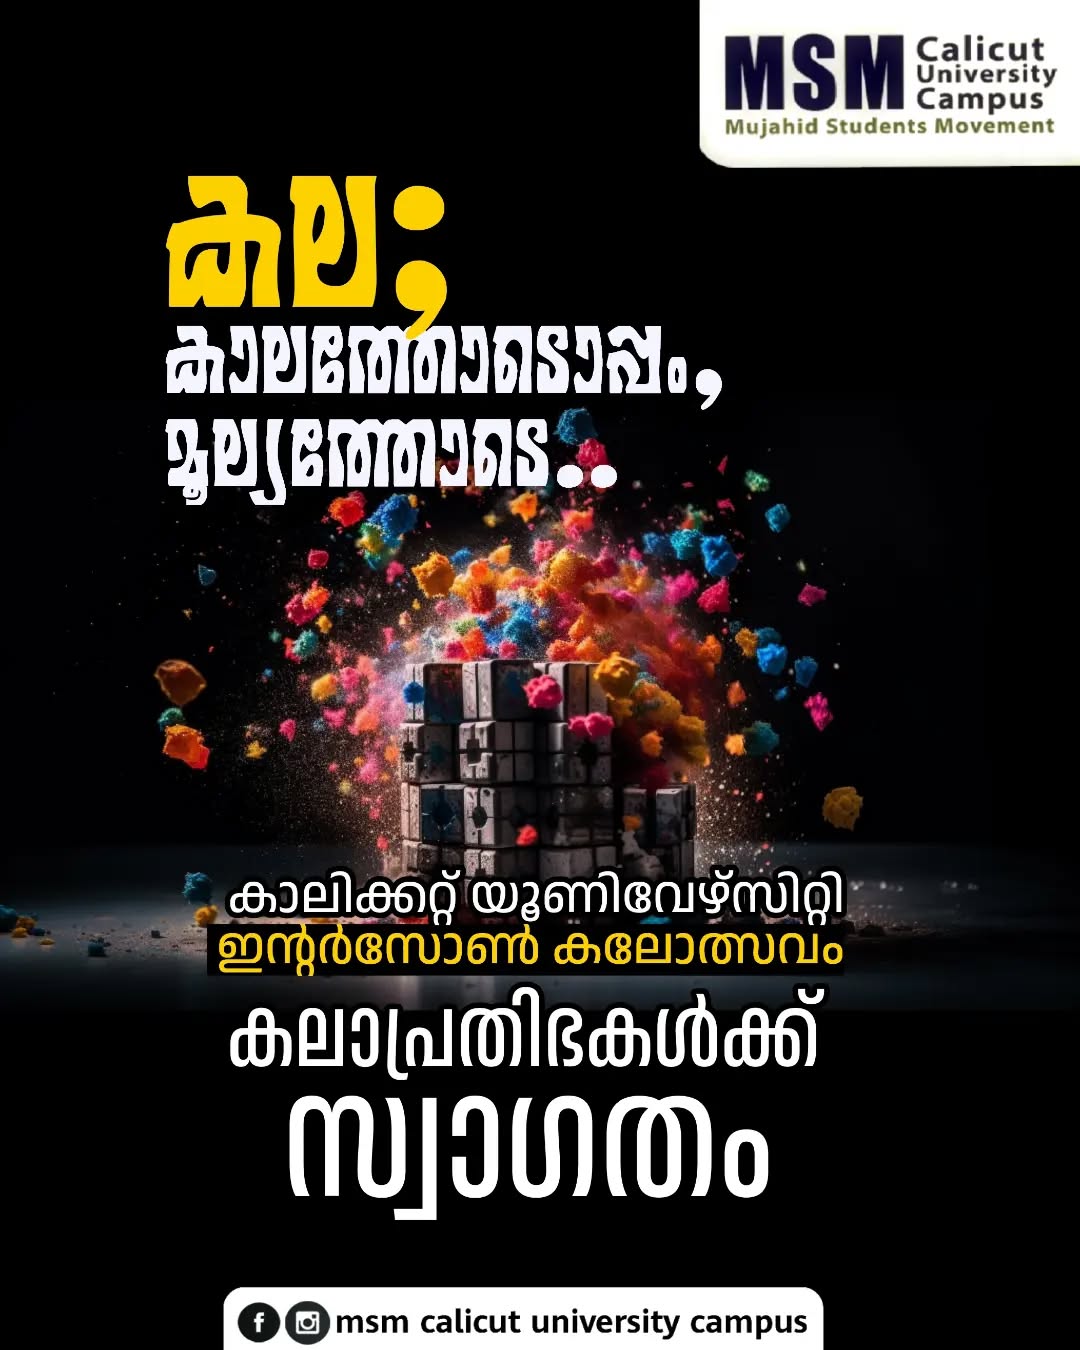 MSM Calicut
University
Campus
Mujahid Students Movement
കല;
കാലത്തോടൊപ്പം,
മൂല്യത്തോടെ..
കാലിക്കറ്റ് യൂണിവേഴ്സിറ്റി
ഇന്റർസോൺ കലോത്സവം
കലാപ്രതിഭകൾക്ക്
സ്വാഗതം
msm calicut university campus